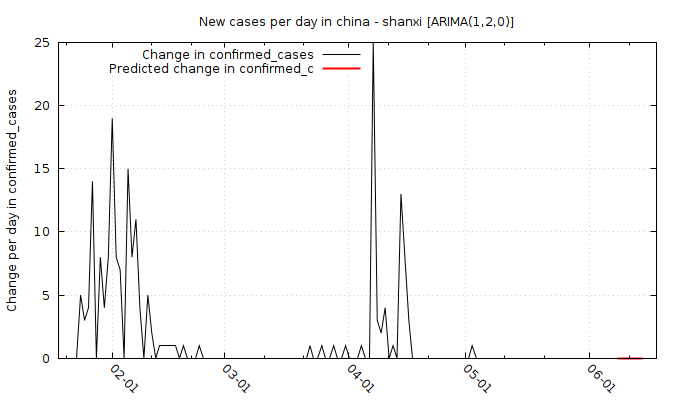 New cases per day in china - shanxi [ARIMA(1,2,0)]
Change in confirmed_cases
Predicted change in confirmed_c
Change per day in confirmed_cases
25
20
15
10
5
0
02-01
03-01
04-01
05-01
06-01